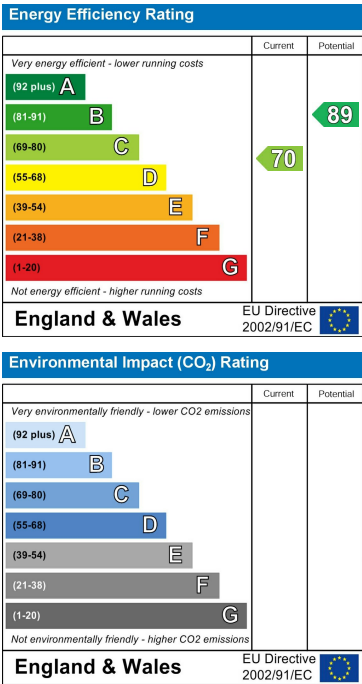 Energy Efficiency Rating
Current Potential
Very energy efficient - lower running costs
(92 plus) A
(81-91) B
89
(69-80) C
70
(55-68) D
(39-54) E
(21-38) F
(1-20) G
Not energy efficient - higher running costs
England & Wales
EU Directive
2002/91/EC
Environmental Impact (CO₂) Rating
Current Potential
Very environmentally friendly - lower CO2 emissions
(92 plus) A
(81-91) B
(69-80) C
(55-68) D
(39-54) E
(21-38) F
(1-20) G
Not environmentally friendly - higher CO2 emissions
England & Wales
EU Directive
2002/91/EC